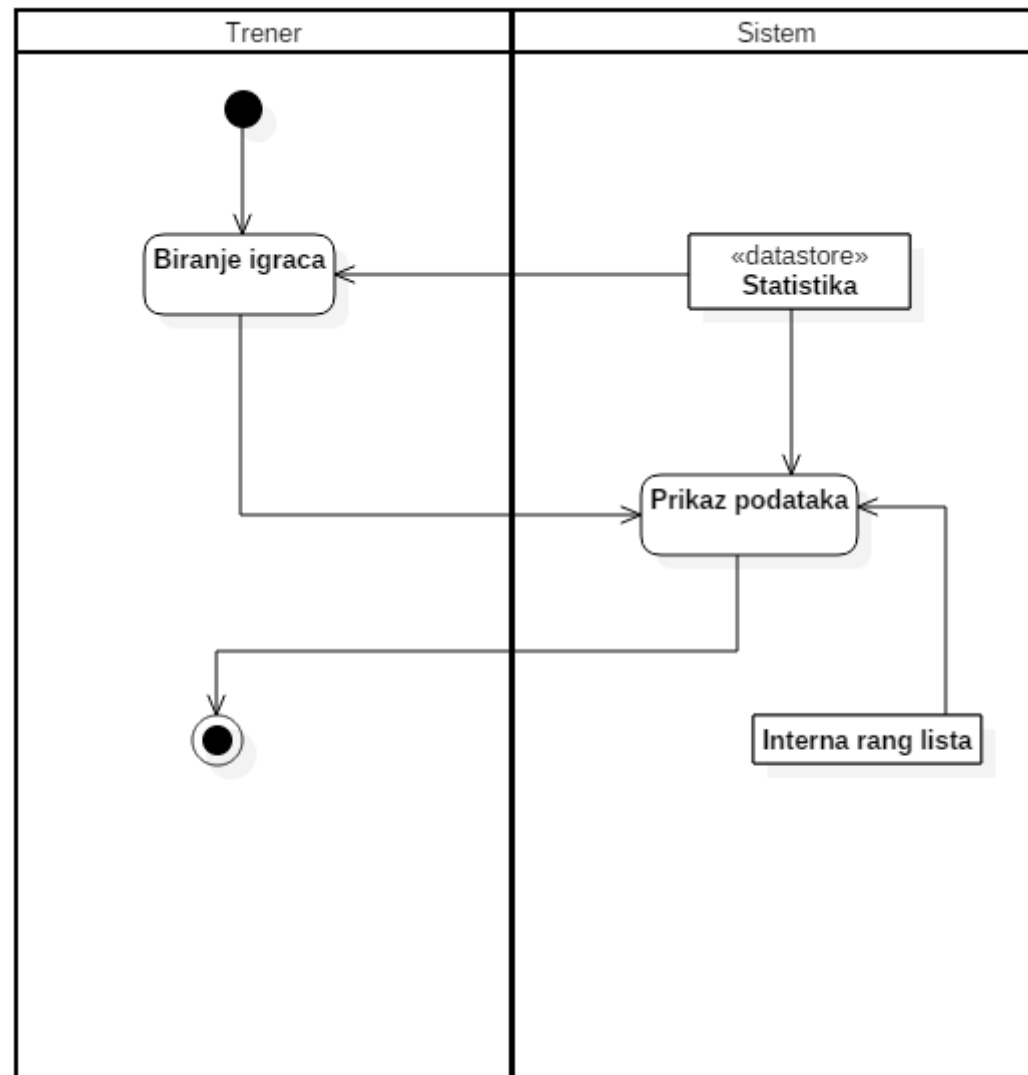 Trener
Sistem
Biranje igraca
«datastore»
Statistika
Prikaz podataka
Interna rang lista